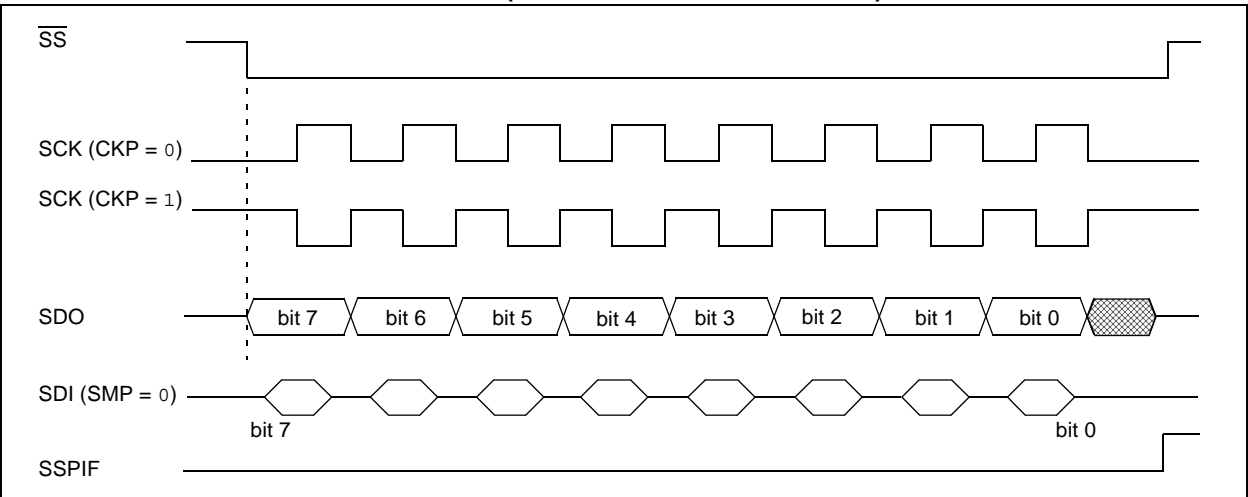 SS
SCK (CKP = 0)
SCK (CKP = 1)
SDO
bit 7 bit 6 bit 5 bit 4 bit 3 bit 2 bit 1 bit 0
SDI (SMP = 0)
bit 7 bit 0
SSPIF